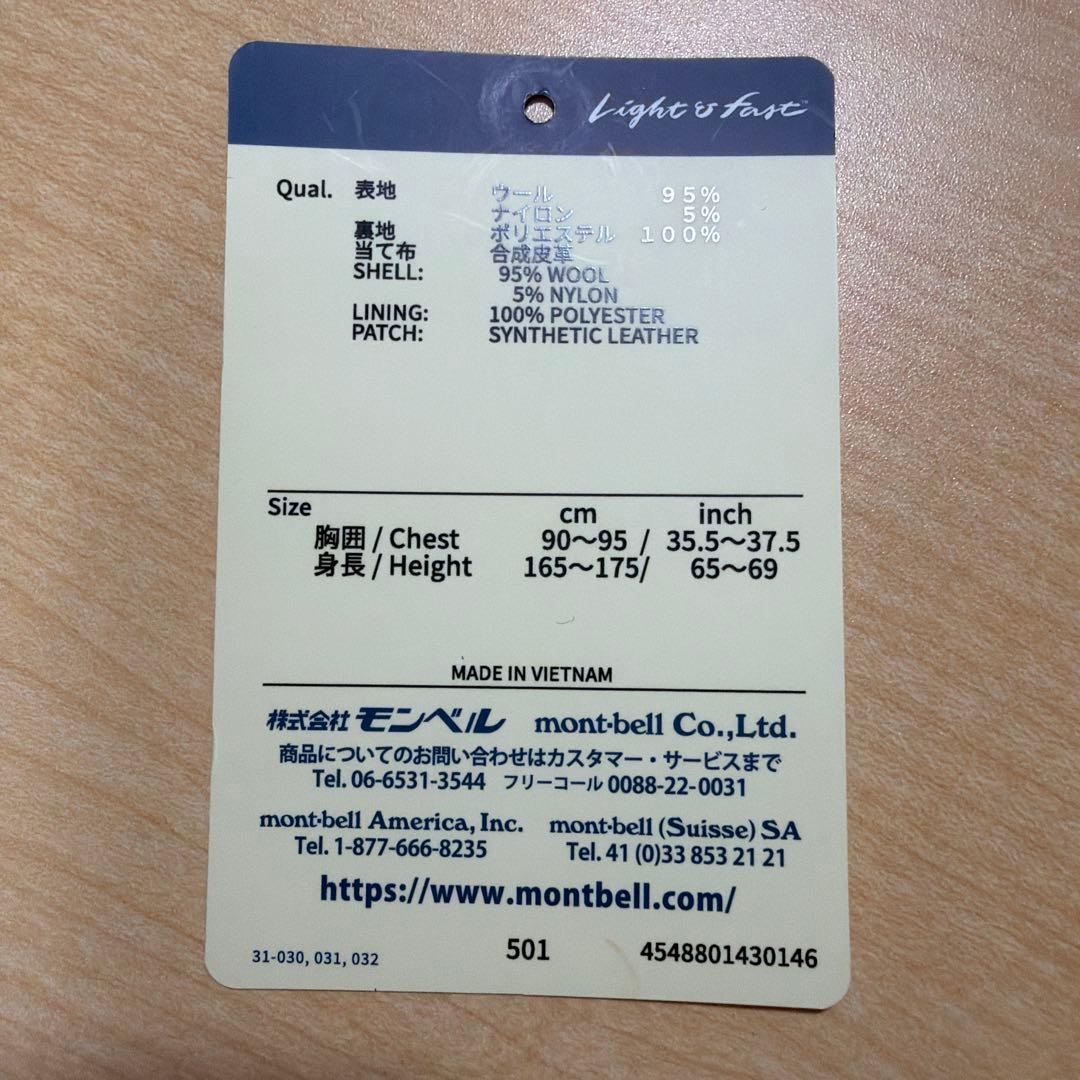 Light & fast™
Qual. 表地 ウール 95%
ナイロン 5%
裏地 ポリエステル 100%
当て布 合成皮革
SHELL: 95% WOOL
5% NYLON
LINING: 100% POLYESTER
PATCH: SYNTHETIC LEATHER
Size cm inch
胸囲 / Chest 90〜95 / 35.5〜37.5
身長 / Height 165〜175/ 65〜69
MADE IN VIETNAM
株式会社 モンベル mont-bell Co.,Ltd.
商品についてのお問い合わせはカスタマー・サービスまで
Tel. 06-6531-3544 フリーコール 0088-22-0031
mont-bell America, Inc. mont-bell (Suisse) SA
Tel. 1-877-666-8235 Tel. 41 (0)33 853 21 21
https://www.montbell.com/
31-030, 031, 032 501 4548801430146